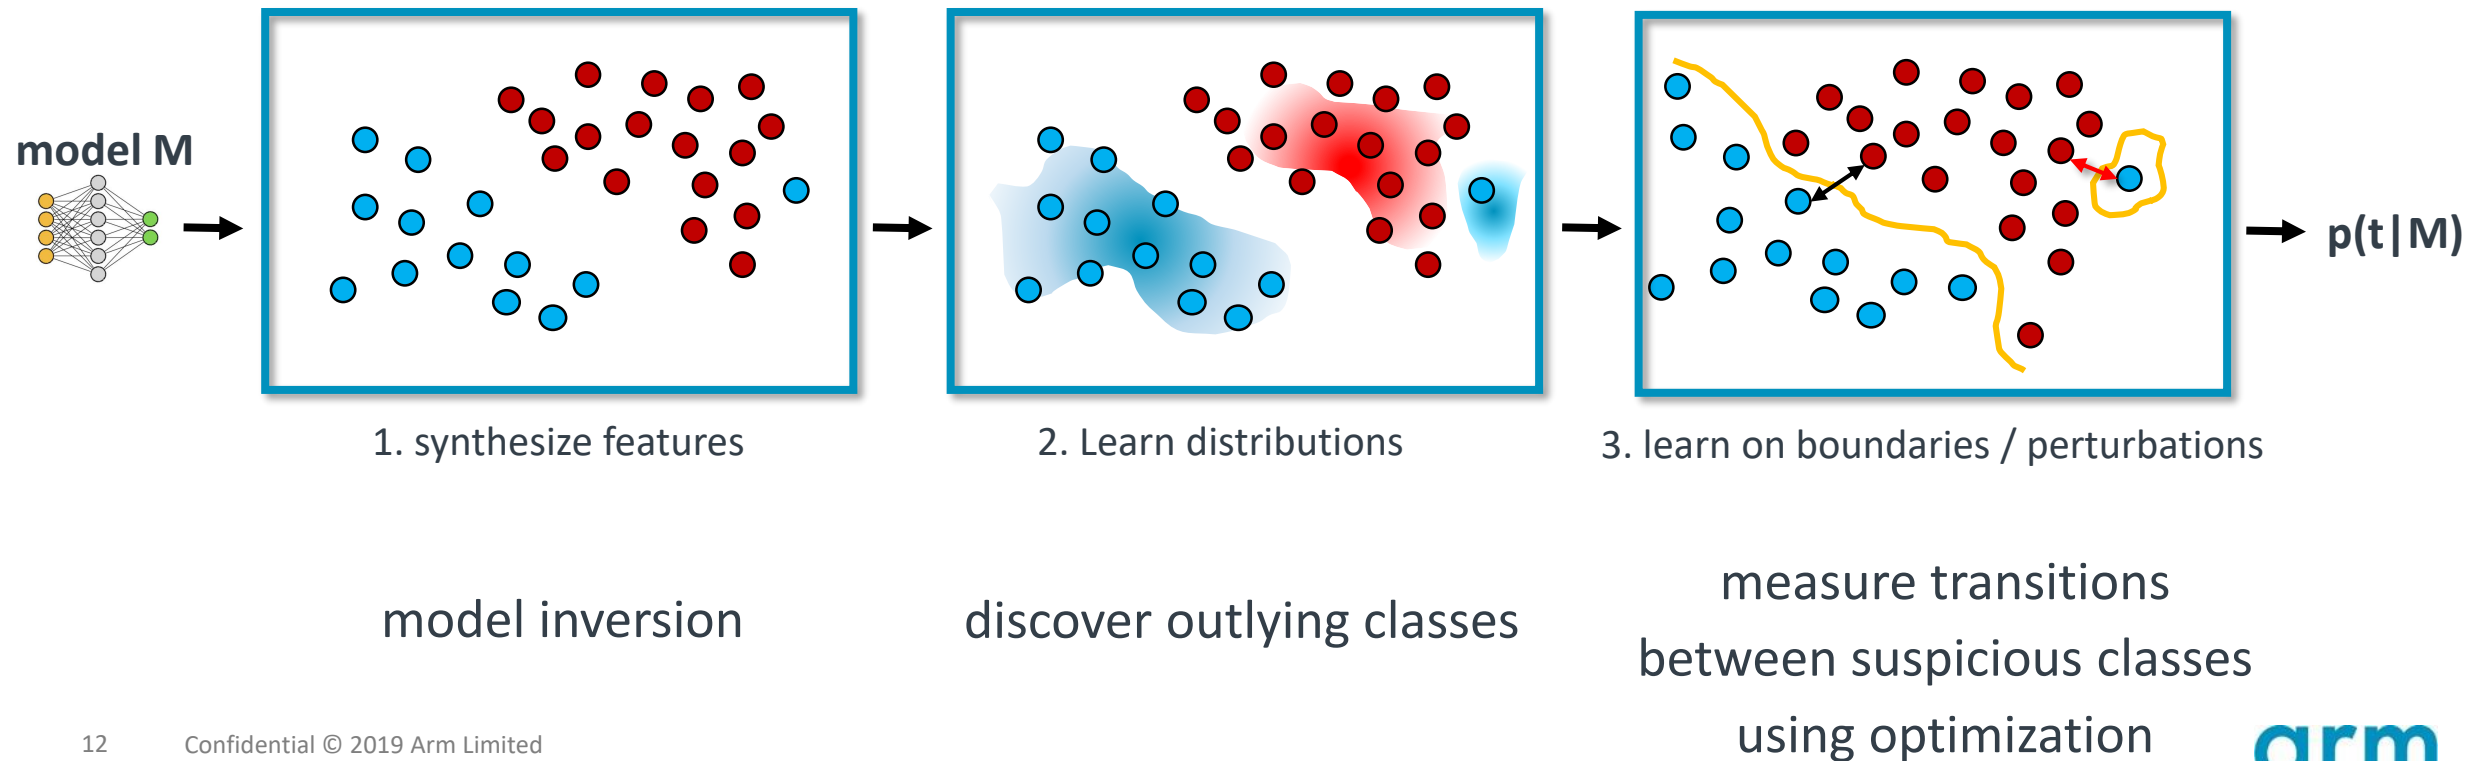 model M
p(t|M)
1. synthesize features
2. Learn distributions
3. learn on boundaries / perturbations
model inversion
discover outlying classes
measure transitions
between suspicious classes
using optimization
12
Confidential © 2019 Arm Limited
arm